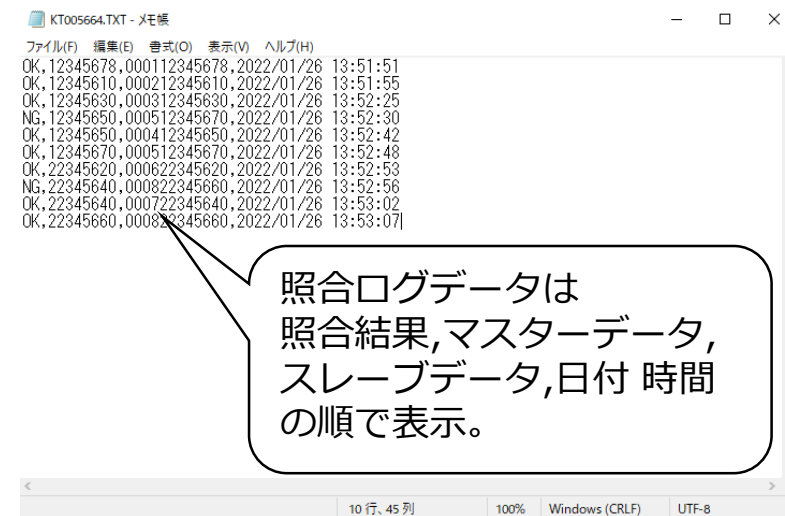 KT005664.TXT - メモ帳
ファイル(F) 編集(E) 書式(O) 表示(V) ヘルプ(H)
OK,12345678,000112345678,2022/01/26 13:51:51
OK,12345610,000212345610,2022/01/26 13:51:55
OK,12345630,000312345630,2022/01/26 13:52:25
NG,12345650,000512345670,2022/01/26 13:52:30
OK,12345650,000412345650,2022/01/26 13:52:42
OK,12345670,000512345670,2022/01/26 13:52:48
OK,22345620,000622345620,2022/01/26 13:52:53
NG,22345640,000822345660,2022/01/26 13:52:56
OK,22345640,000722345640,2022/01/26 13:53:02
OK,22345660,000822345660,2022/01/26 13:53:07
照合ログデータは
照合結果,マスターデータ,
スレーブデータ,日付 時間
の順で表示。
10 行、45 列 100% Windows (CRLF) UTF-8